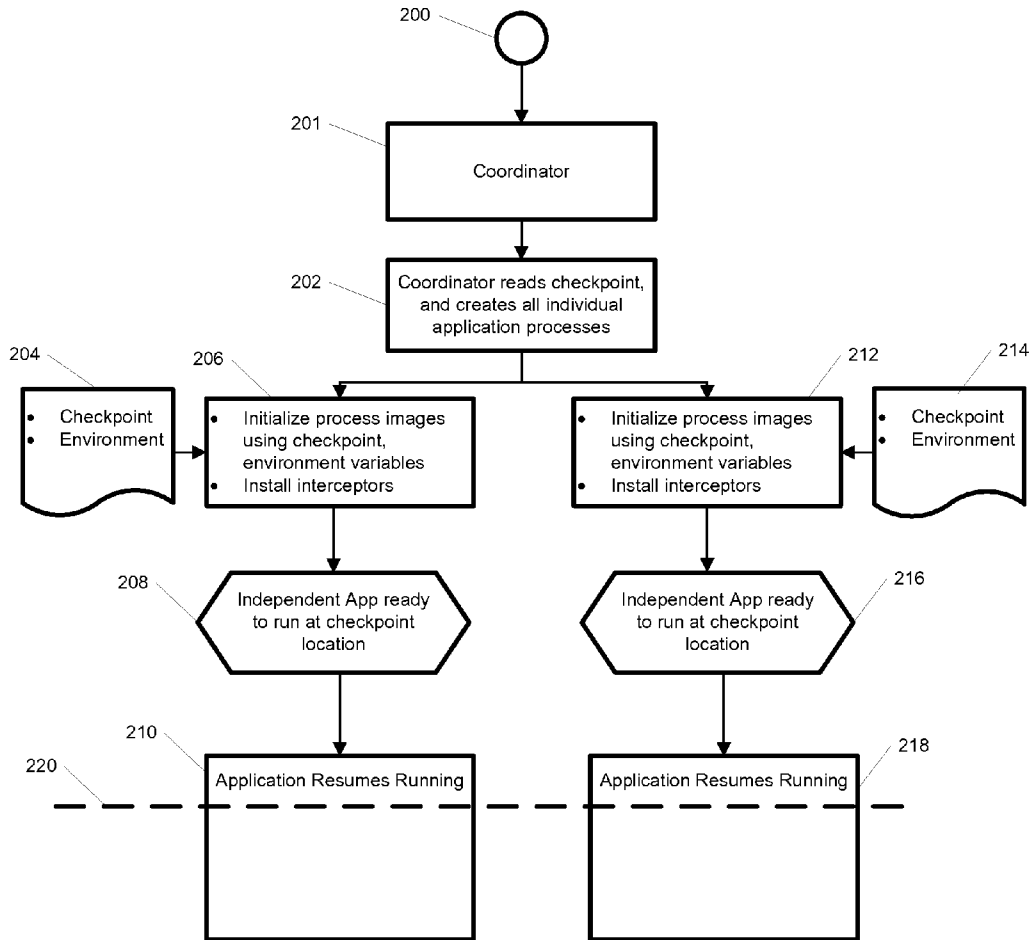 200
201
Coordinator
202
Coordinator reads checkpoint,
and creates all individual
application processes
204
• Checkpoint
• Environment
206
• Initialize process images
using checkpoint,
environment variables
• Install interceptors
212
• Initialize process images
using checkpoint,
environment variables
• Install interceptors
214
• Checkpoint
• Environment
208
Independent App ready
to run at checkpoint
location
216
Independent App ready
to run at checkpoint
location
210
Application Resumes Running
218
Application Resumes Running
220